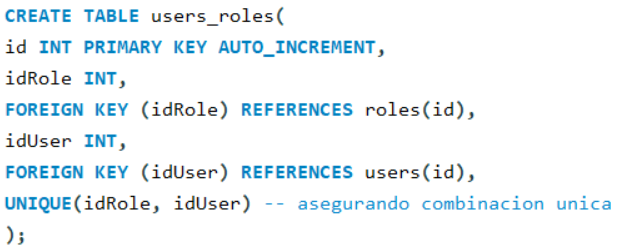 CREATE TABLE users_roles(
id INT PRIMARY KEY AUTO_INCREMENT,
idRole INT,
FOREIGN KEY (idRole) REFERENCES roles(id),
idUser INT,
FOREIGN KEY (idUser) REFERENCES users(id),
UNIQUE(idRole, idUser) -- asegurando combinacion unica
);